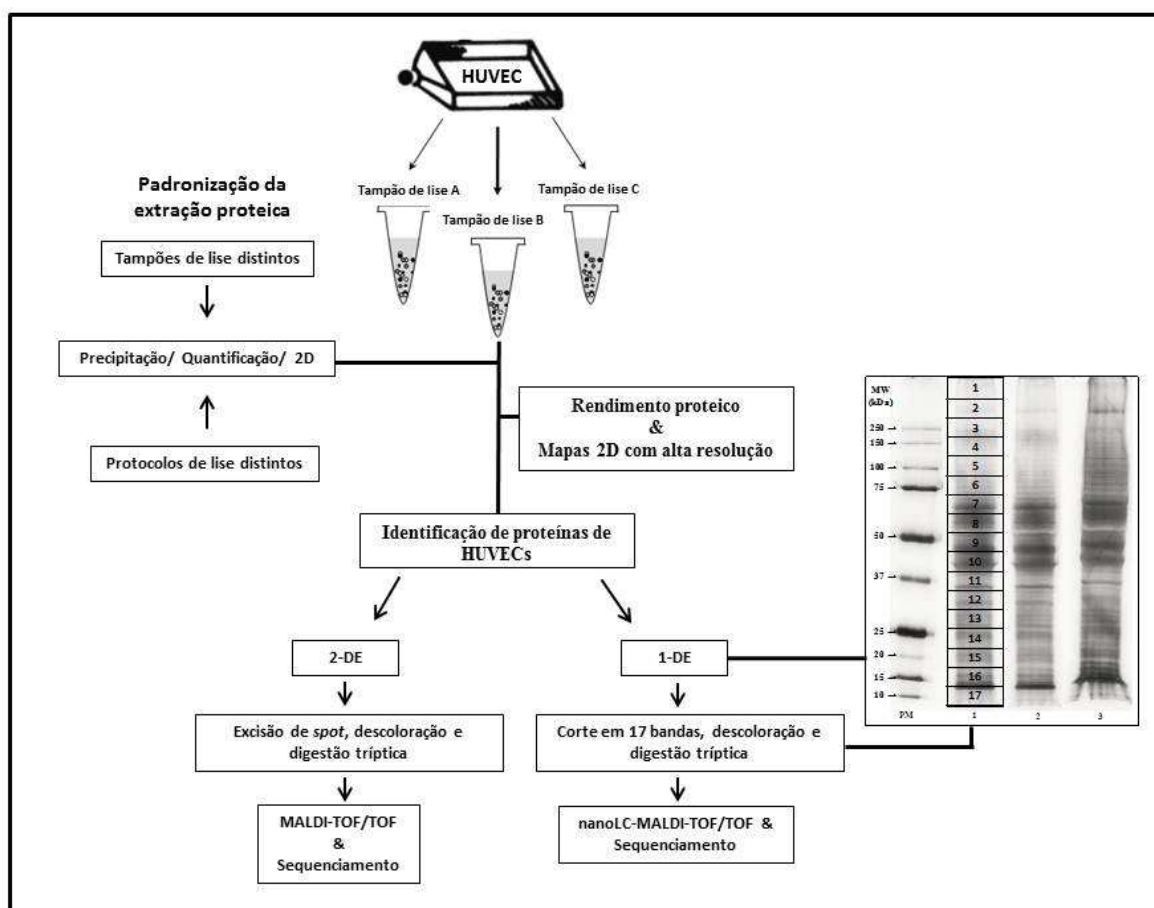 HUVEC
Tampão de lise A
Tampão de lise B
Tampão de lise C
Padronização da
extração proteica
Tampões de lise distintos
Precipitação/ Quantificação/ 2D
Protocolos de lise distintos
Rendimento proteico
&
Mapas 2D com alta resolução
Identificação de proteínas de
HUVECs
2-DE
1-DE
Excisão de spot, descoloração e
digestão tríptica
Corte em 17 bandas, descoloração e
digestão tríptica
MALDI-TOF/TOF
&
Sequenciamento
nanoLC-MALDI-TOF/TOF &
Sequenciamento
MW
(kDa)
250
150
100
75
50
37
25
20
15
10
1
2
3
4
5
6
7
8
9
10
11
12
13
14
15
16
17
PM 1 2 3